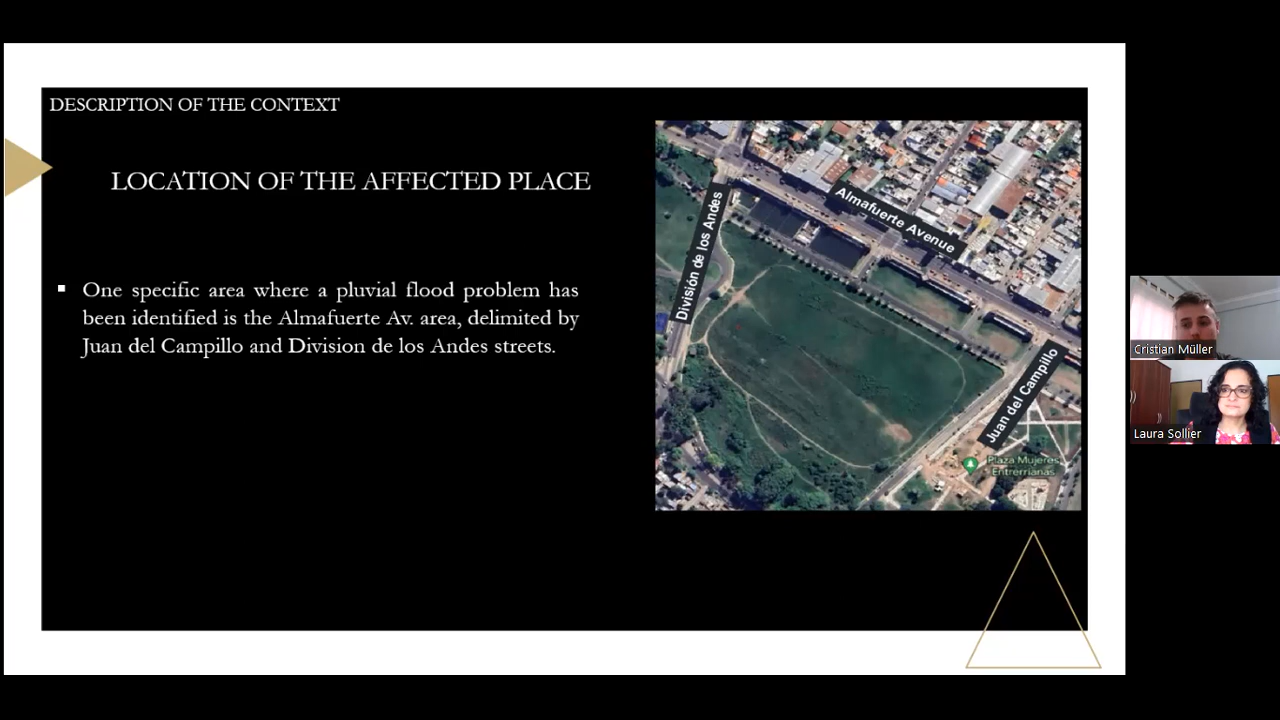 DESCRIPTION OF THE CONTEXT
LOCATION OF THE AFFECTED PLACE
▪ One specific area where a pluvial flood problem has
been identified is the Almafuerte Av. area, delimited by
Juan del Campillo and Division de los Andes streets.
División de los Andes
Almafuerte Avenue
Juan del Campillo
Plaza Mujeres
Entrerrianas
Cristian Müller
Laura Sollier